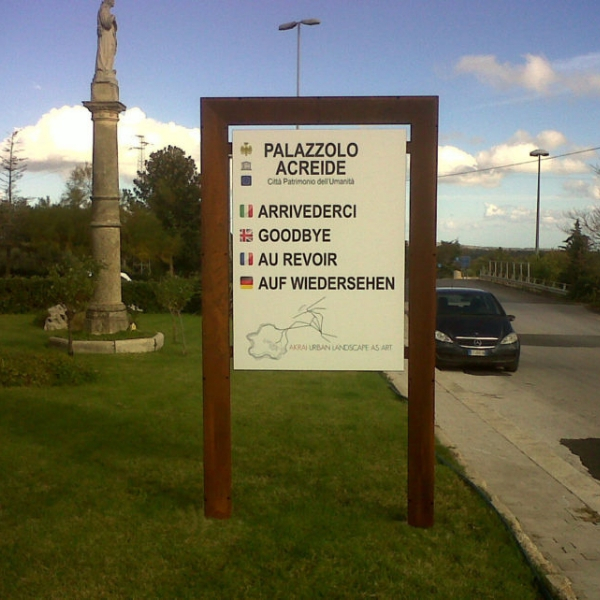 PALAZZOLO
ACREIDE
Città Patrimonio dell'Umanità
ARRIVEDERCI
GOODBYE
AU REVOIR
AUF WIEDERSEHEN
AKRAI URBAN LANDSCAPE AS ART